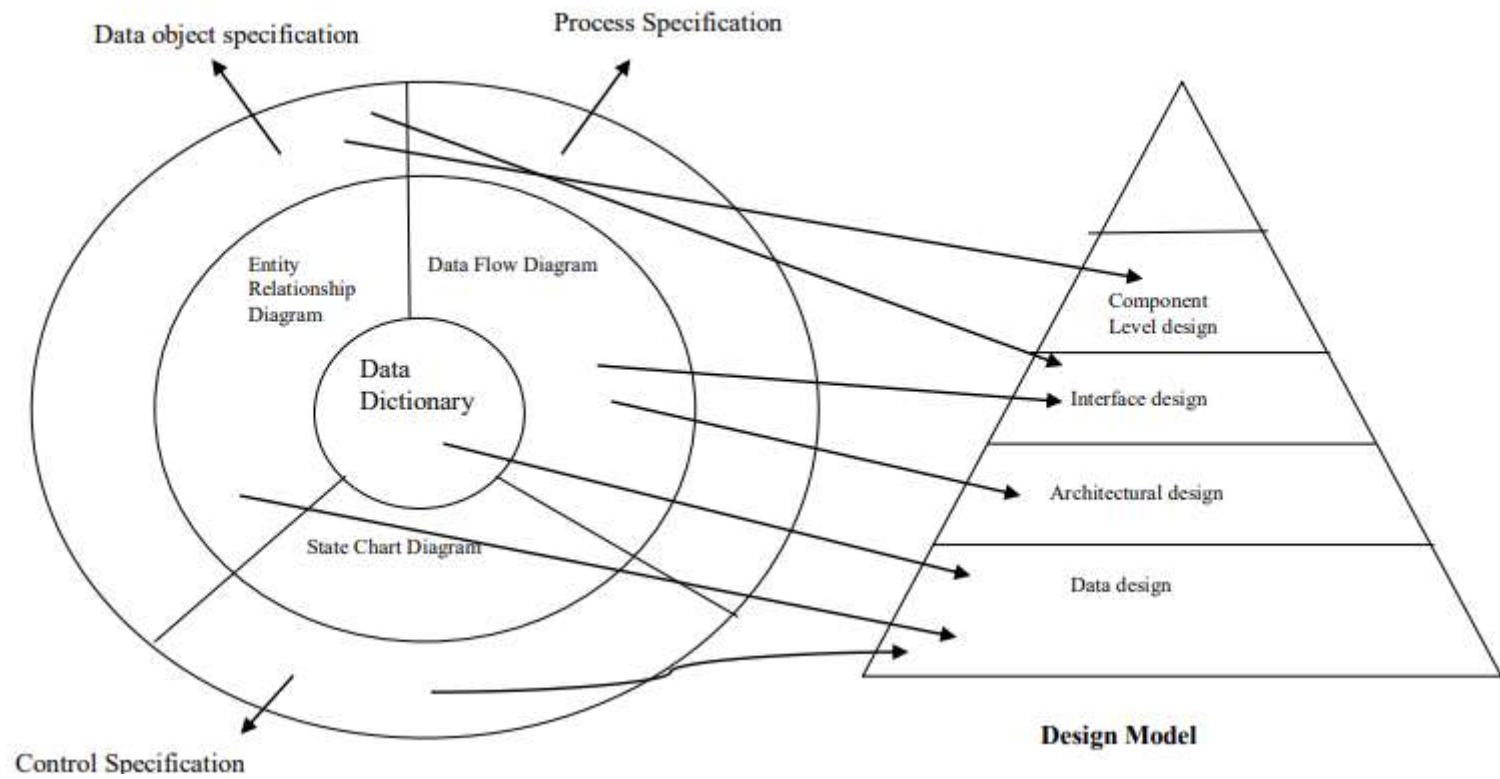 Data object specification
Process Specification
Entity
Relationship
Diagram
Data Flow Diagram
Data
Dictionary
State Chart Diagram
Control Specification
Component
Level design
Interface design
Architectural design
Data design
Design Model